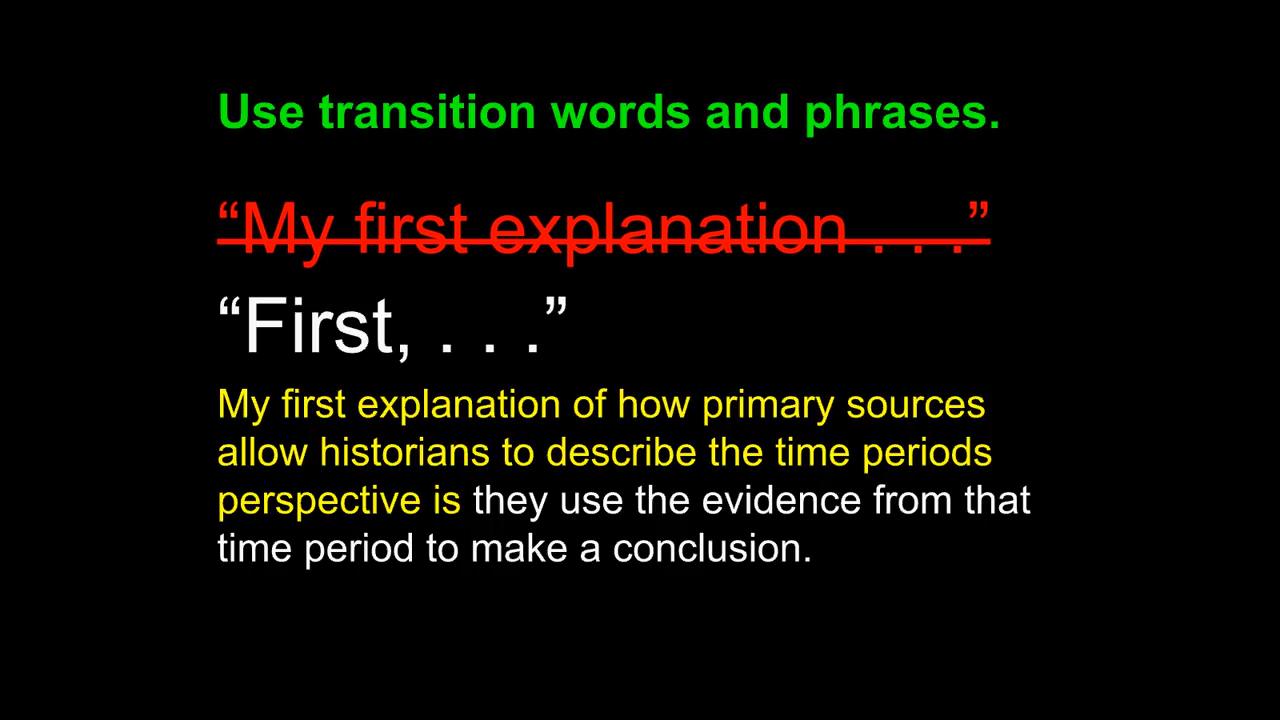 Use transition words and phrases.
“My first explanation . . .”
“First, . . .”
My first explanation of how primary sources
allow historians to describe the time periods
perspective is they use the evidence from that
time period to make a conclusion.